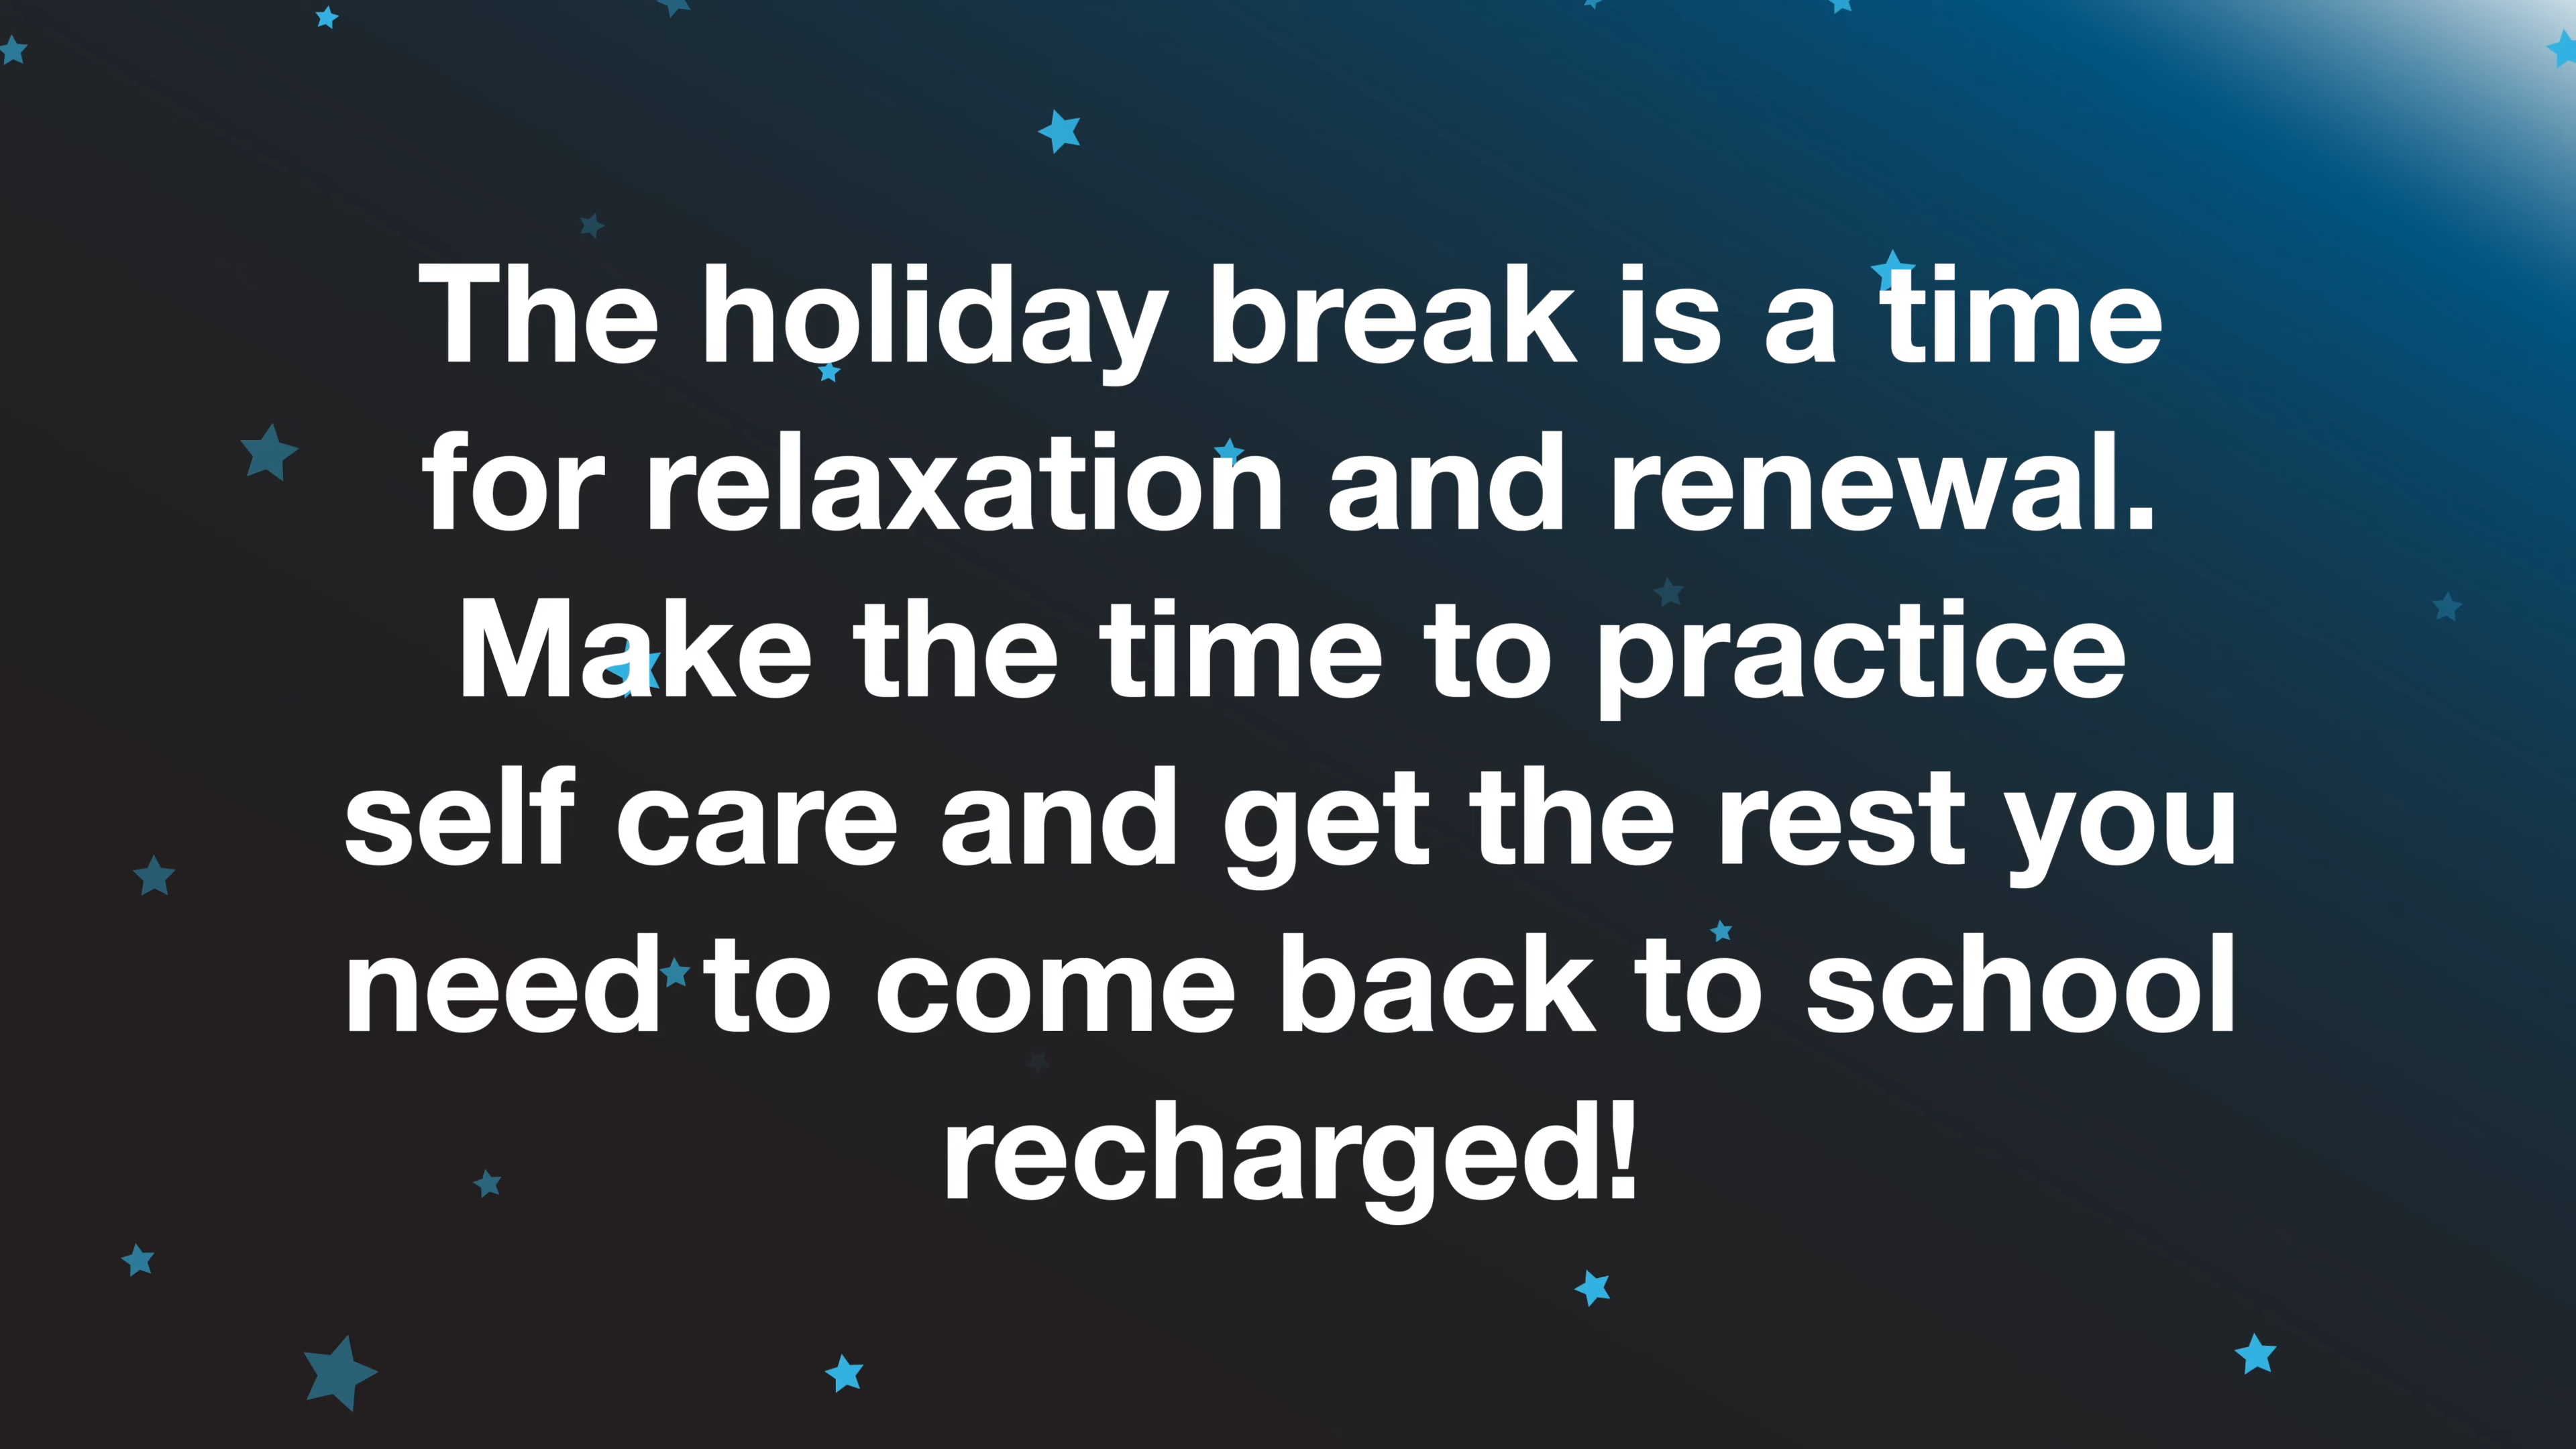 The holiday break is a time
for relaxation and renewal.
Make the time to practice
self care and get the rest you
need to come back to school
recharged!